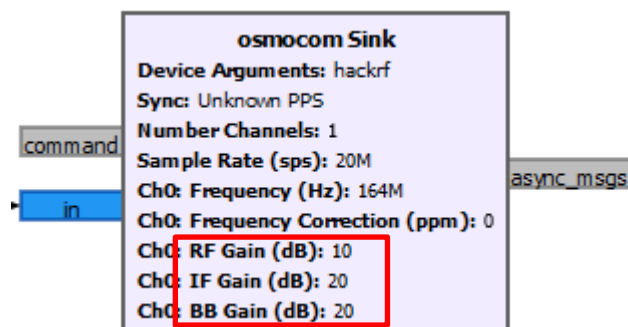 osmocom Sink
Device Arguments: hackrf
Sync: Unknown PPS
Number Channels: 1
command
Sample Rate (sps): 20M
async_msgs
Ch0: Frequency (Hz): 164M
in
Ch0: Frequency Correction (ppm): 0
Ch0: RF Gain (dB): 10
Ch0: IF Gain (dB): 20
Ch0: BB Gain (dB): 20